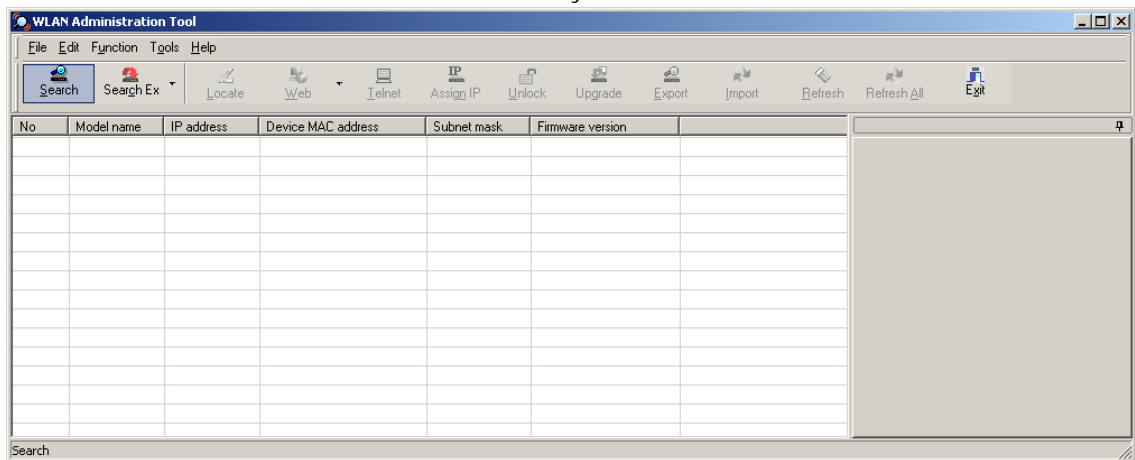 WLAN Administration Tool
File Edit Function Tools Help
Search Search Ex Locate Web Telnet Assign IP Unlock Upgrade Export Import Refresh Refresh All Exit
No Model name IP address Device MAC address Subnet mask Firmware version
Search